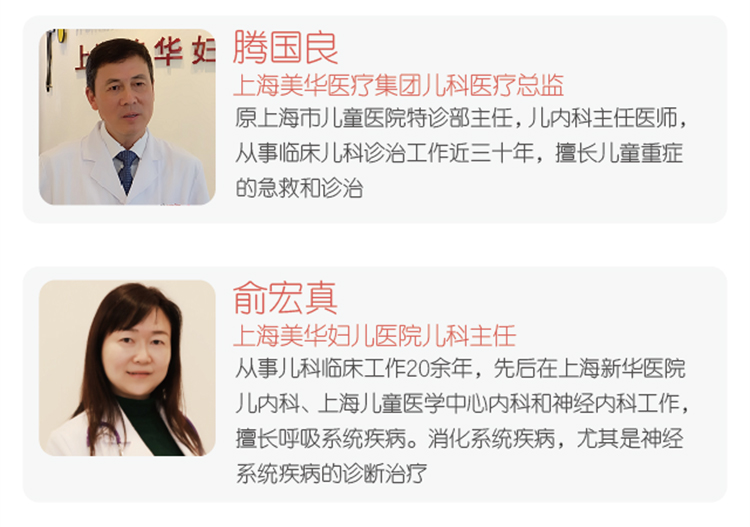 上海美华妇
腾国良
上海美华医疗集团儿科医疗总监
原上海市儿童医院特诊部主任，儿内科主任医师，
从事临床儿科诊治工作近三十年，擅长儿童重症
的急救和诊治
俞宏真
上海美华妇儿医院儿科主任
从事儿科临床工作20余年，先后在上海新华医院
儿内科、上海儿童医学中心内科和神经内科工作，
擅长呼吸系统疾病。消化系统疾病，尤其是神经
系统疾病的诊断治疗